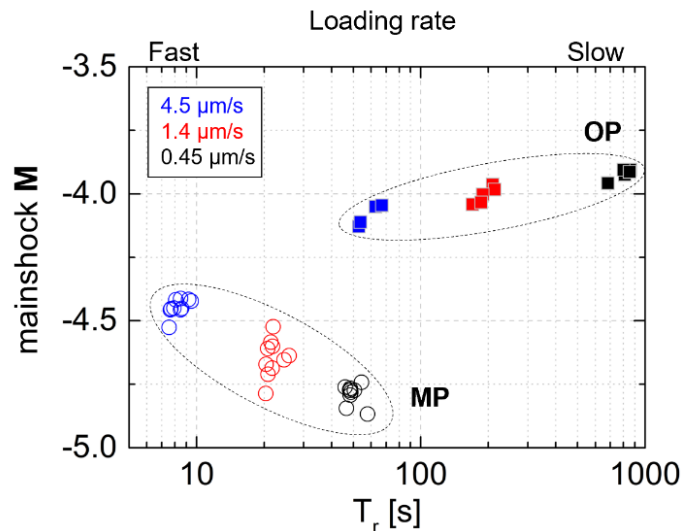 Loading rate
Fast
Slow
-3.5
4.5 µm/s
1.4 µm/s
0.45 µm/s
OP
-4.0
mainshock M
-4.5
MP
-5.0
10
100
1000
Tr [s]